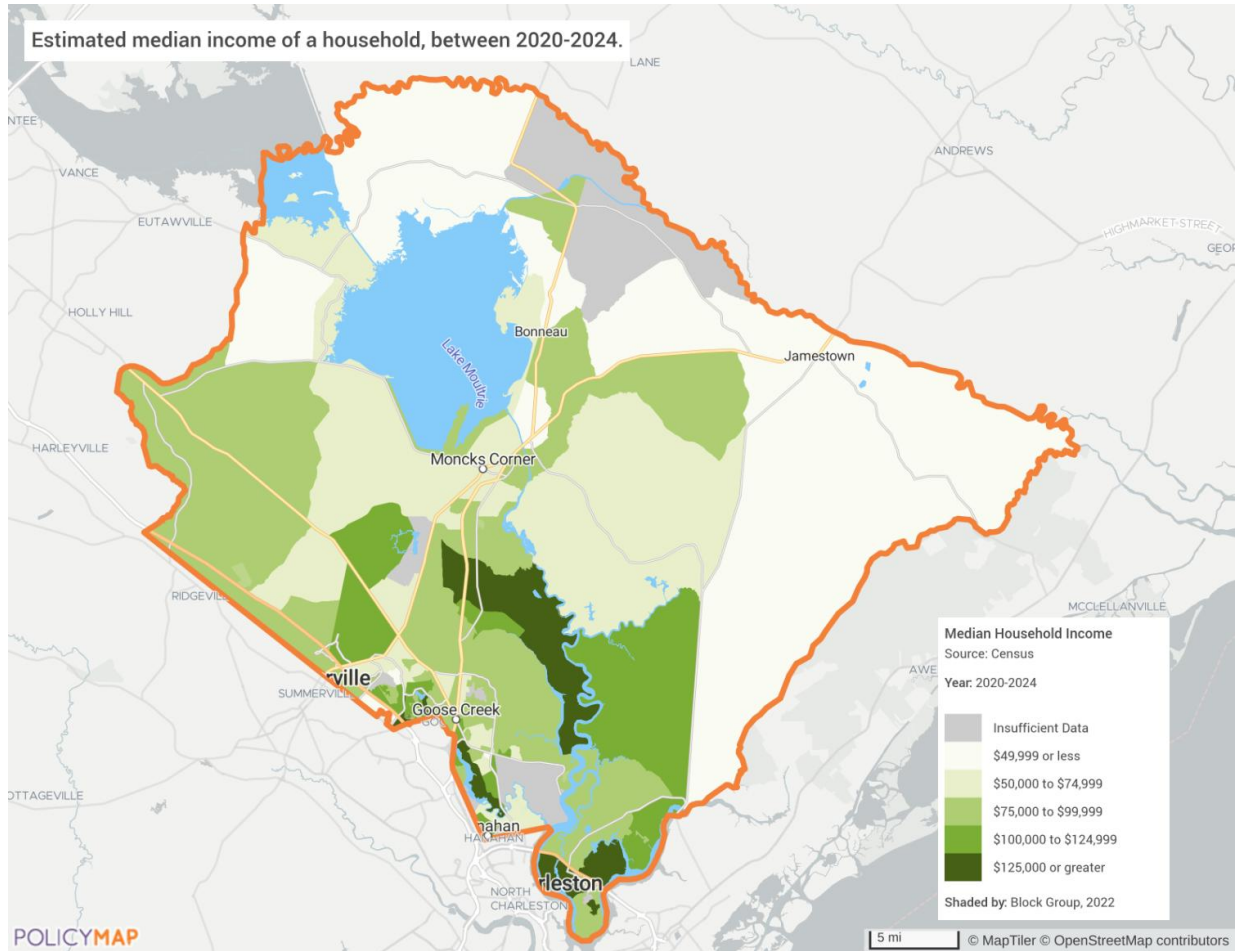 Estimated median income of a household, between 2020-2024.
LANE
NTEE
ANDREWS
VANCE
EUTAWVILLE
HIGHMARKET-STREET
GEOR
HOLLY HILL
Bonneau
Lake Moultrie
Jamestown
HARLEYVILLE
Moncks Corner
RIDGEVILL
MCCLELLANVILLE
AWE
rville
SUMMERVILL
Goose Creek
GOO
OTTAGEVILLE
nahan
HANAHAN
rleston
NORTH
CHARLESTON
Median Household Income
Source: Census
Year: 2020-2024
Insufficient Data
$49,999 or less
$50,000 to $74,999
$75,000 to $99,999
$100,000 to $124,999
$125,000 or greater
Shaded by: Block Group, 2022
POLICYMAP
5 mi
© MapTiler © OpenStreetMap contributors